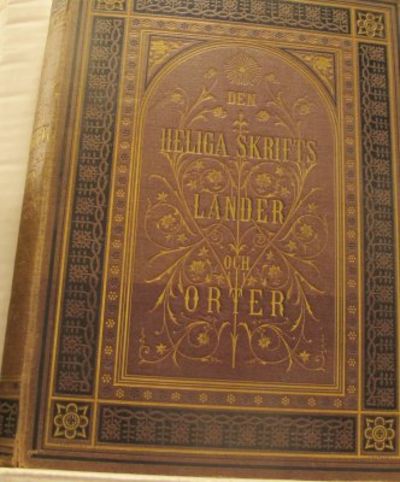 DEN
HELIGA SKRIFTS
LÄNDER
OCH
ORTER